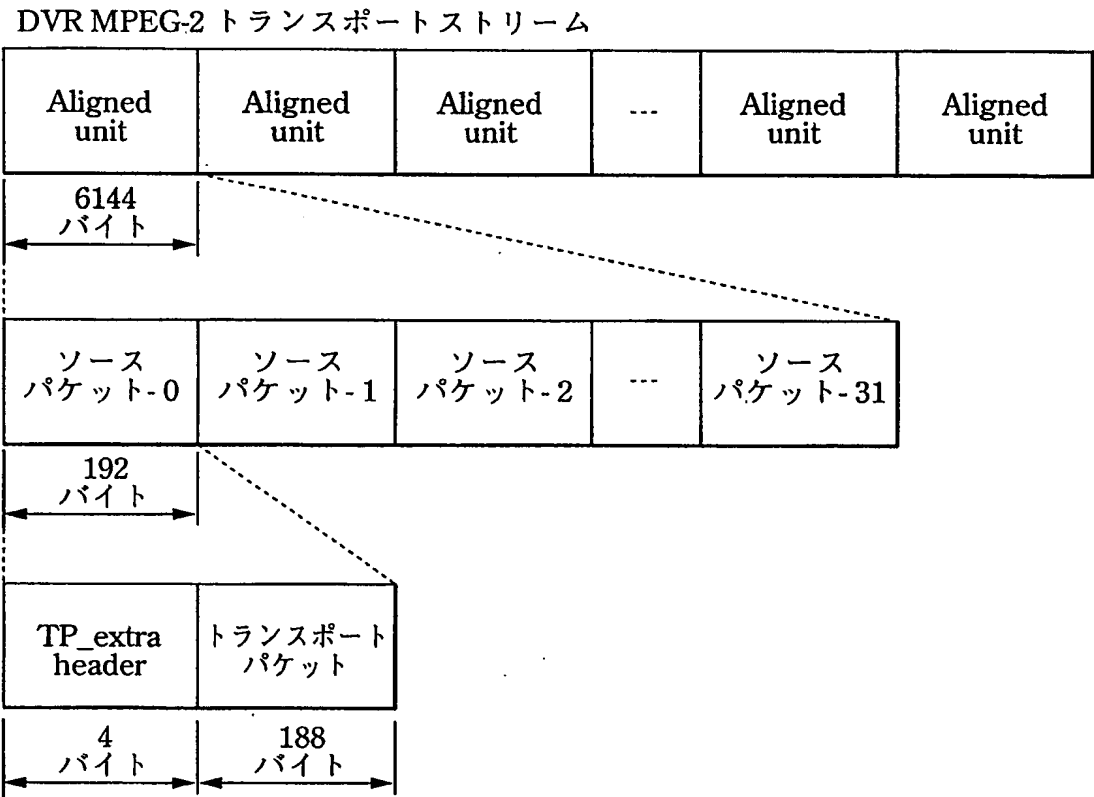 DVR MPEG-2 トランスポートストリーム
Aligned
unit
Aligned
unit
Aligned
unit
---
Aligned
unit
Aligned
unit
6144
バイト
ソース
パケット-0
ソース
パケット-1
ソース
パケット-2
---
ソース
パケット-31
192
バイト
TP_extra
header
トランスポート
パケット
4
バイト
188
バイト